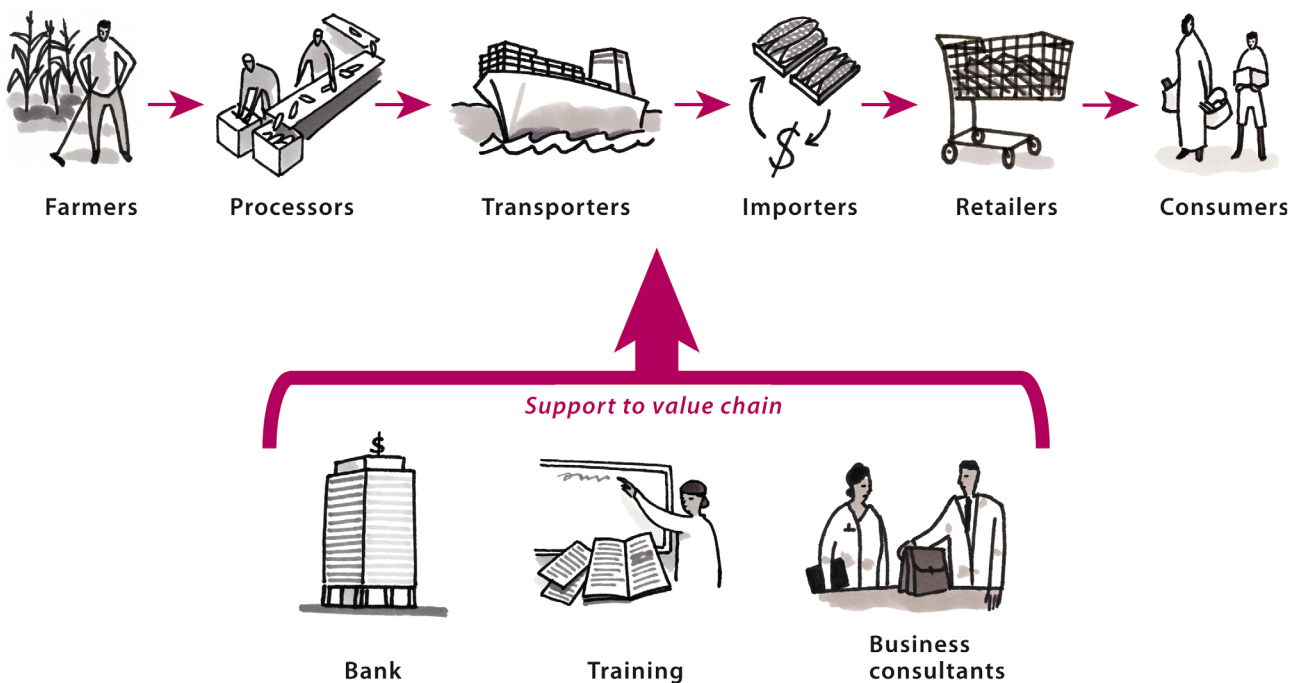 $
Farmers
Processors
Transporters
Importers
Retailers
Consumers
Support to value chain
$
Bank
Training
Business
consultants